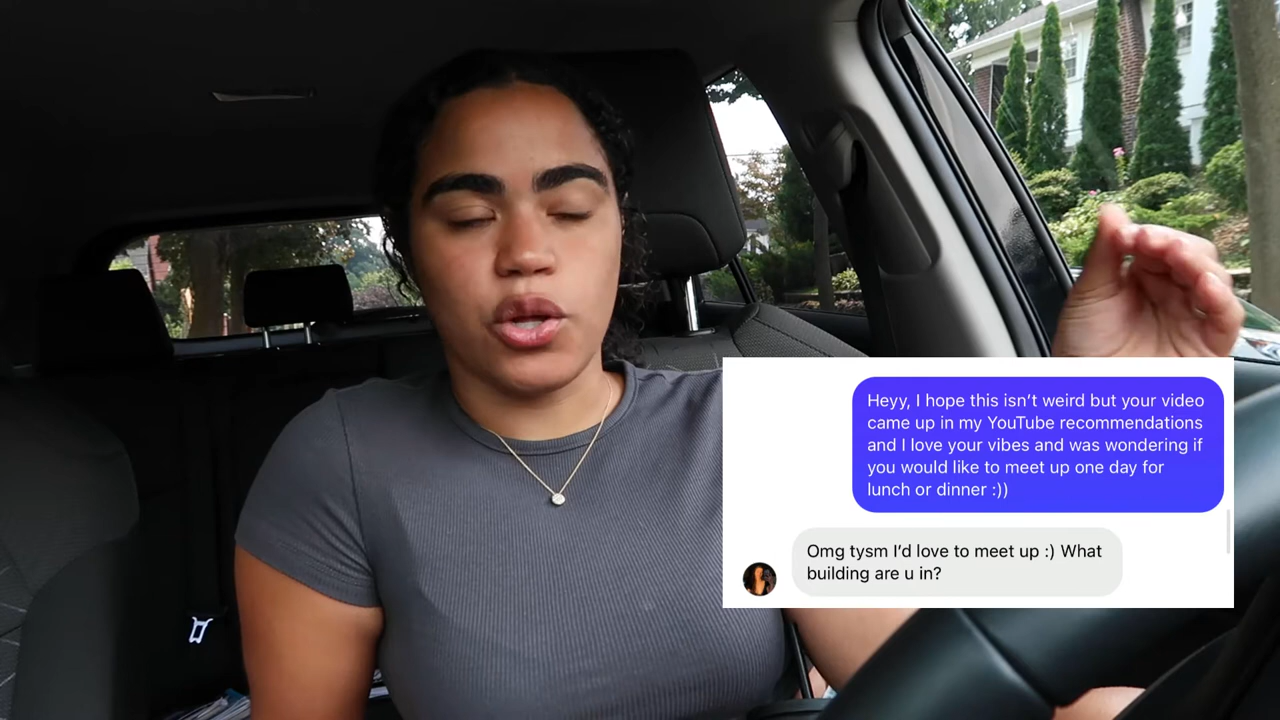 Heyy, I hope this isn’t weird but your video
came up in my YouTube recommendations
and I love your vibes and was wondering if
you would like to meet up one day for
lunch or dinner :))
Omg tysm I’d love to meet up :) What
building are u in?